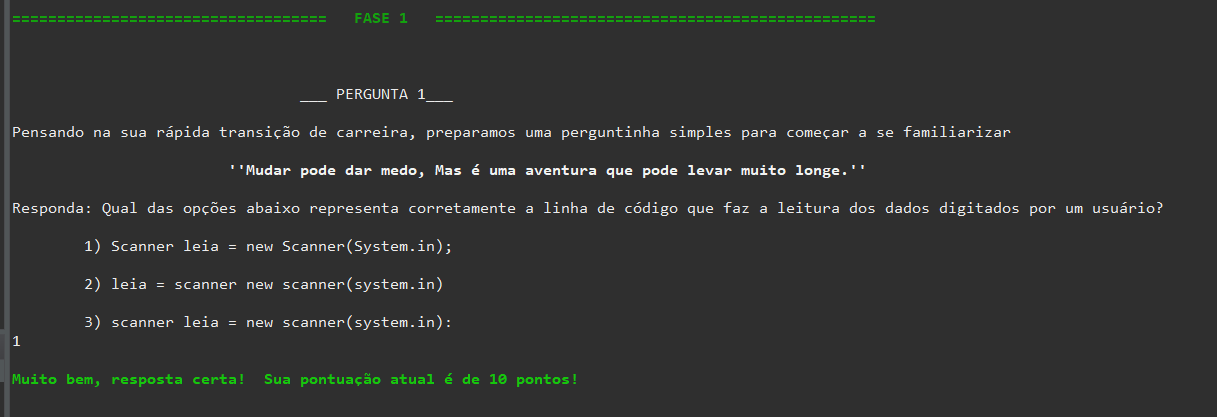 =================================== FASE 1 =================================================
___ PERGUNTA 1___
Pensando na sua rápida transição de carreira, preparamos uma perguntinha simples para começar a se familiarizar
''Mudar pode dar medo, Mas é uma aventura que pode levar muito longe.''
Responda: Qual das opções abaixo representa corretamente a linha de código que faz a leitura dos dados digitados por um usuário?
1) Scanner leia = new Scanner(System.in);
2) leia = scanner new scanner(system.in)
3) scanner leia = new scanner(system.in):
1
Muito bem, resposta certa! Sua pontuação atual é de 10 pontos!